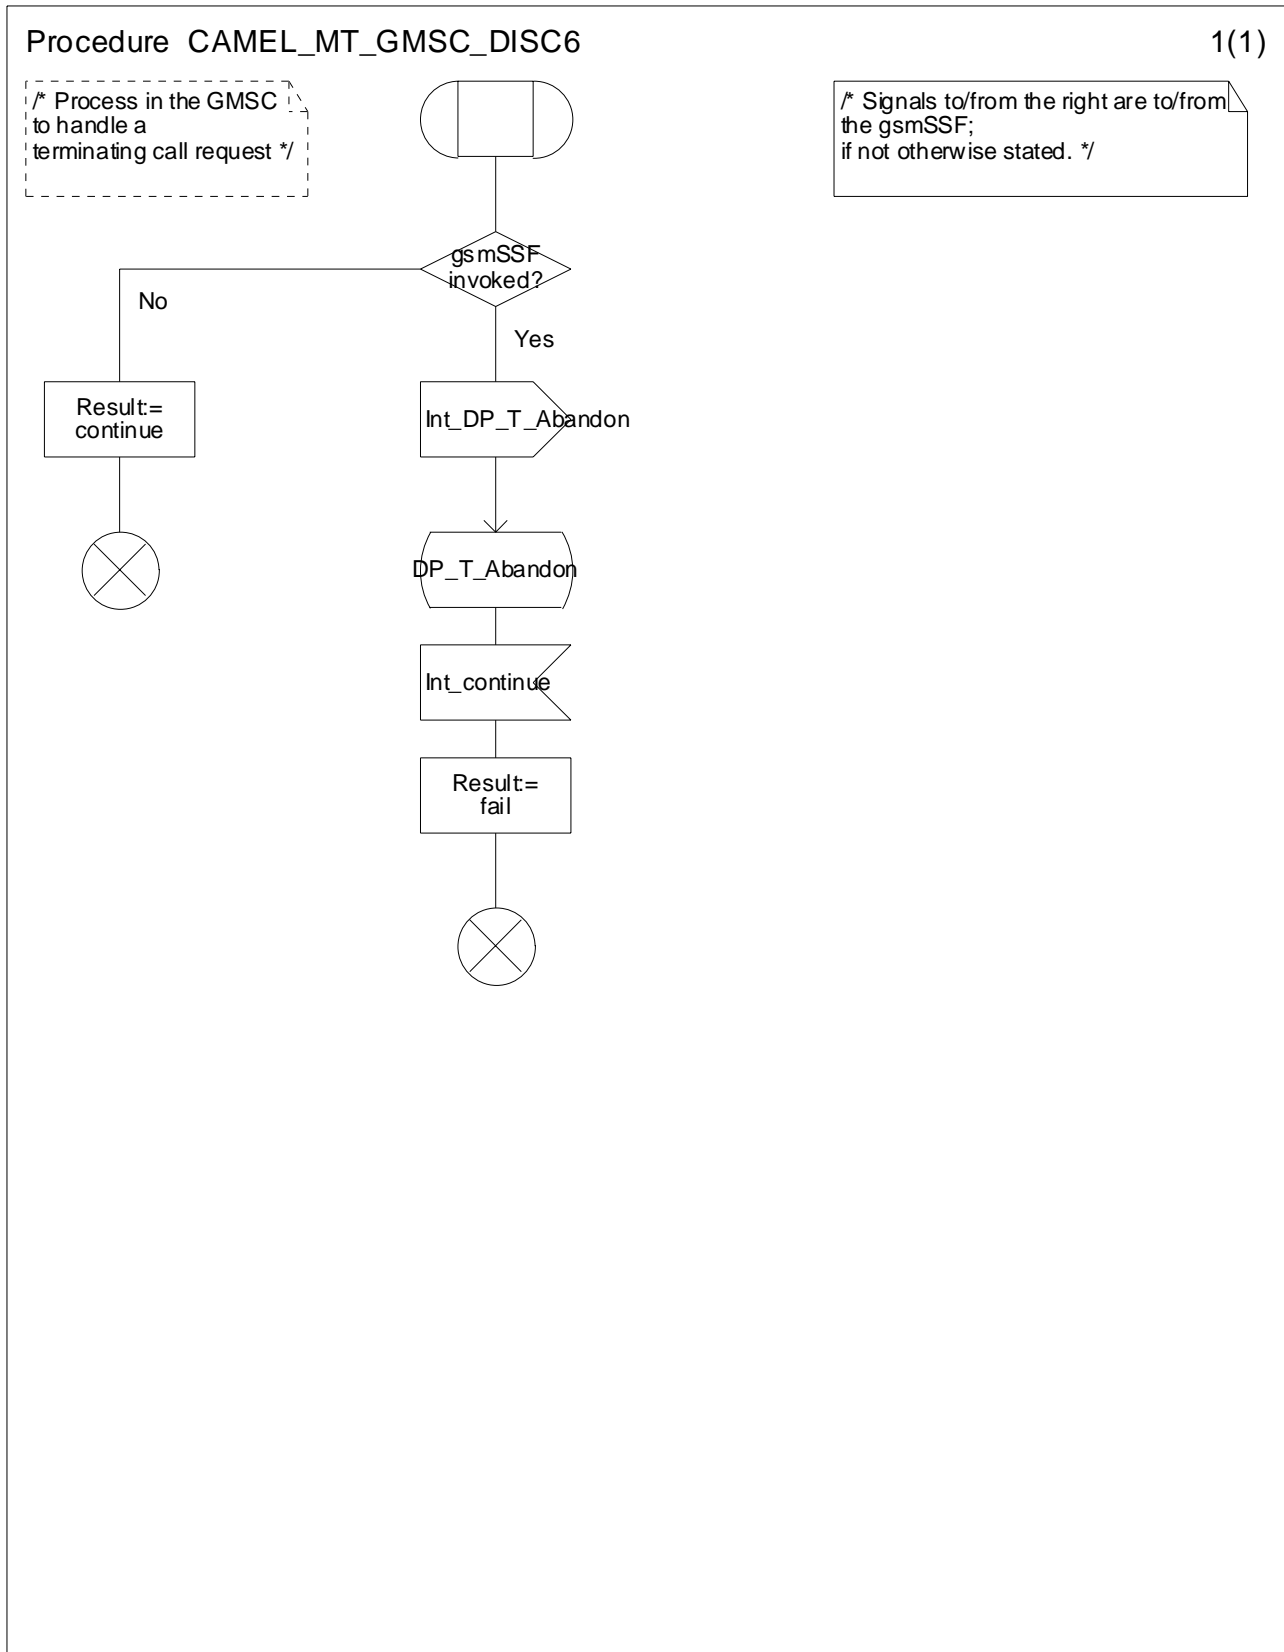 Procedure CAMEL_MT_GMSC_DISC6
1(1)
/* Process in the GMSC
to handle a
terminating call request */
/* Signals to/from the right are to/from
the gsmSSF;
if not otherwise stated. */
gsmSSF
invoked?
No
Yes
Result:=
continue
Int_DP_T_Abandon
DP_T_Abandon
Int_continue
Result:=
fail